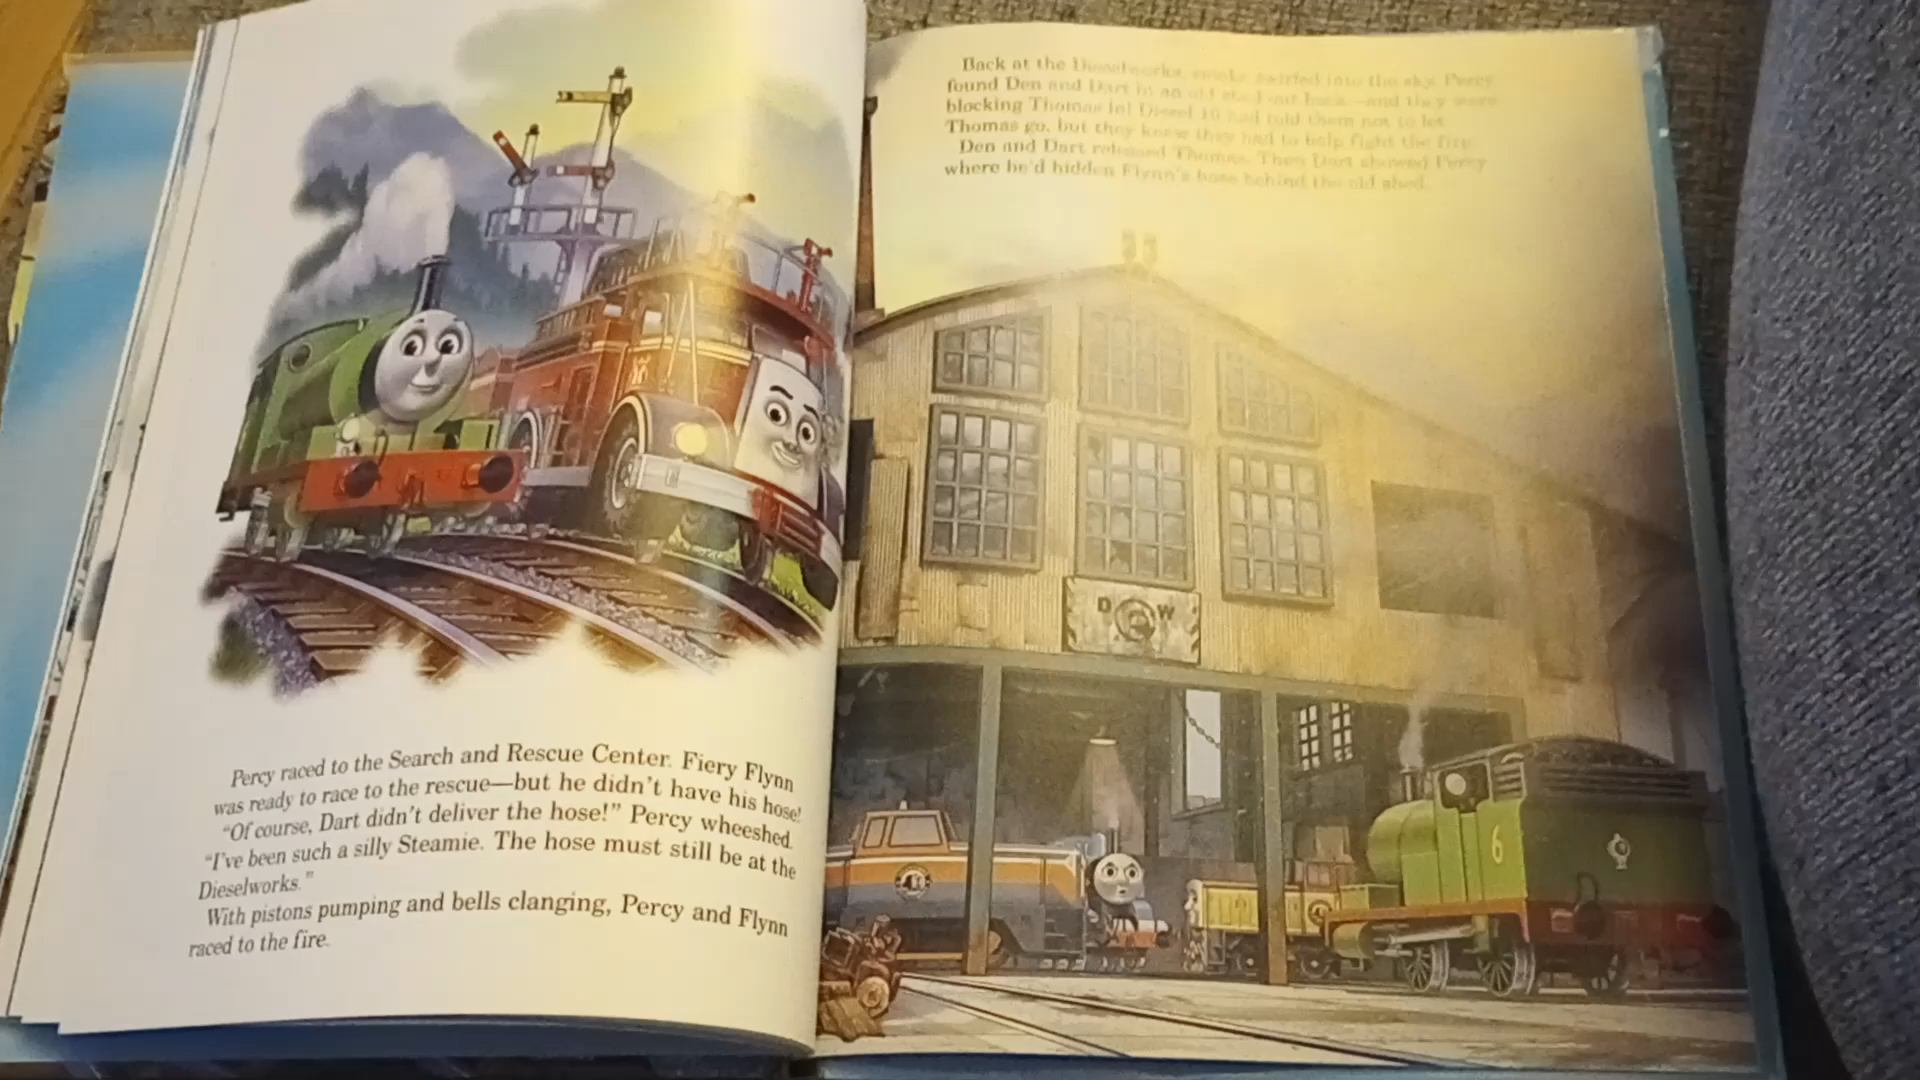 Percy raced to the Search and Rescue Center. Fiery Flynn
was ready to race to the rescue—but he didn't have his hose!
"Of course, Dart didn't deliver the hose!" Percy wheeshed.
"I've been such a silly Steamie. The hose must still be at the
Dieselworks."
With pistons pumping and bells clanging, Percy and Flynn
raced to the fire.
Back at the Dieselworks, smoke swirled into the sky. Percy
found Den and Dart in an old shed out back—and they were
blocking Thomas in! Diesel 10 had told them not to let
Thomas go, but they knew they had to help fight the fire.
Den and Dart released Thomas. Then Dart showed Percy
where he'd hidden Flynn's hose behind the old shed.
D W
6